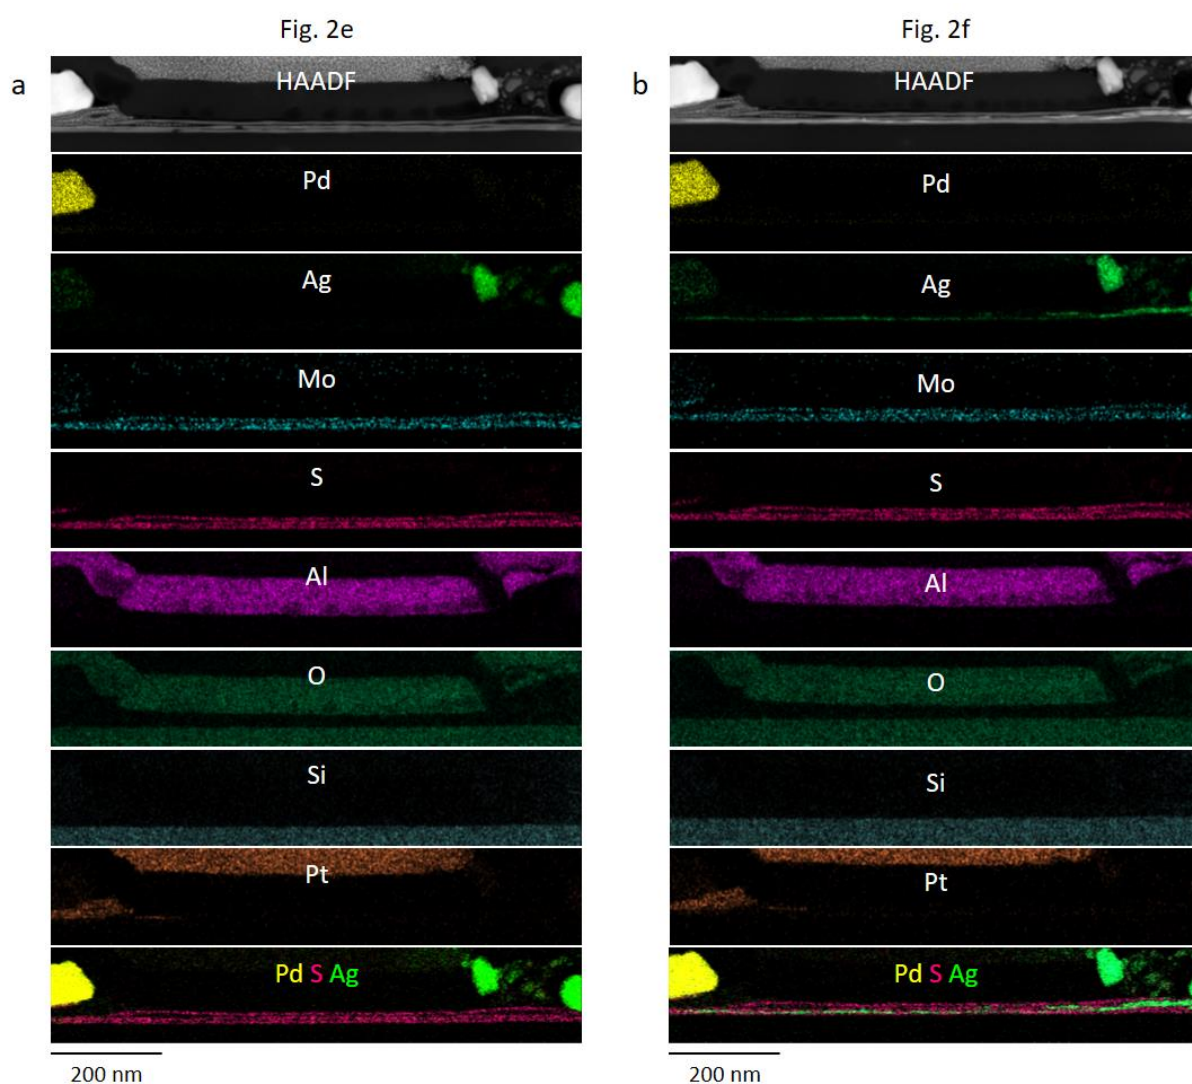 Fig. 2e
Fig. 2f
a
HAADF
Pd
Ag
Mo
S
Al
O
Si
Pt
Pd S Ag
200 nm
b
HAADF
Pd
Ag
Mo
S
Al
O
Si
Pt
Pd S Ag
200 nm